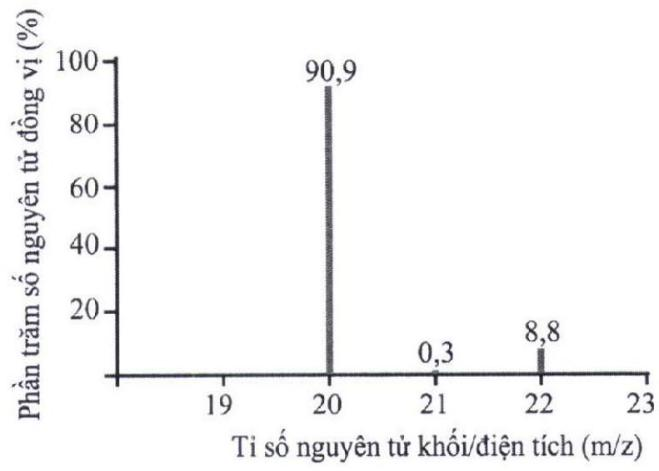 Phần trăm số nguyên tử đồng vị (%)
100
80
60
40
20
90,9
0,3
8,8
19 20 21 22 23
Tỉ số nguyên tử khối/điện tích (m/z)